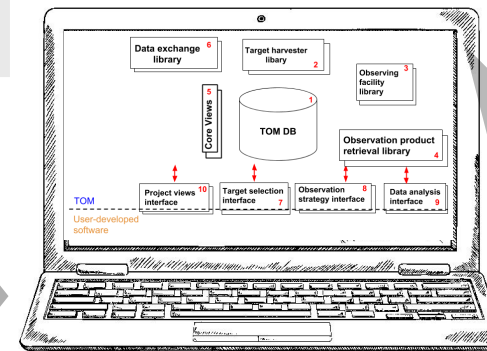 Data exchange 6
library
Target harvester
libary 2
Observing 3
facility
library
5
Core Views
1
TOM DB
Observation product
retrieval library 4
Project views 10
interface
Target selection
interface 7
Observation 8
strategy interface
Data analysis
interface 9
TOM
User-developed
software